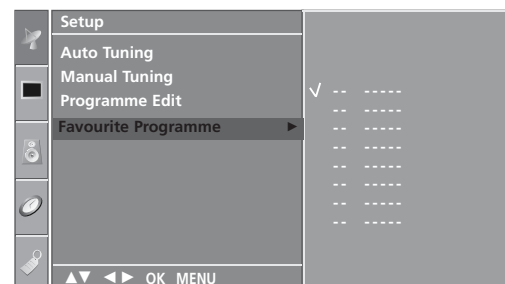 Setup
Auto Tuning
Manual Tuning
Programme Edit
Favourite Programme ►
√ -- -----
-- -----
-- -----
-- -----
-- -----
-- -----
-- -----
-- -----
▲▼ ◄► OK MENU